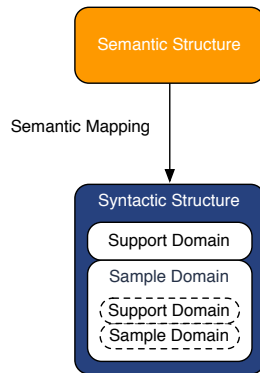 Semantic Structure
Semantic Mapping
Syntactic Structure
Support Domain
Sample Domain
Support Domain
Sample Domain